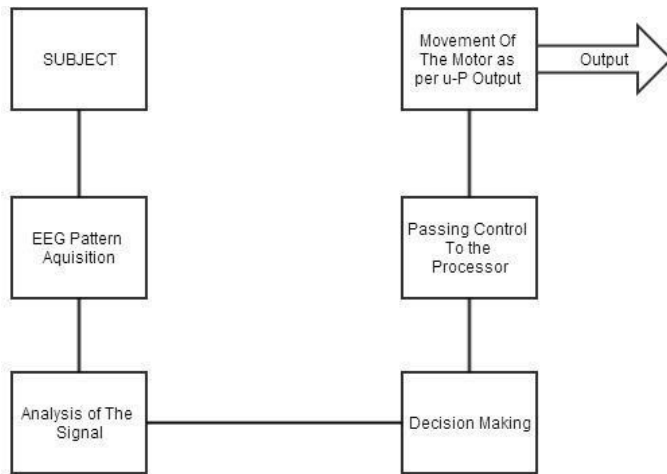 SUBJECT
EEG Pattern
Aquisition
Analysis of The
Signal
Decision Making
Passing Control
To the
Processor
Movement Of
The Motor as
per u-P Output
Output